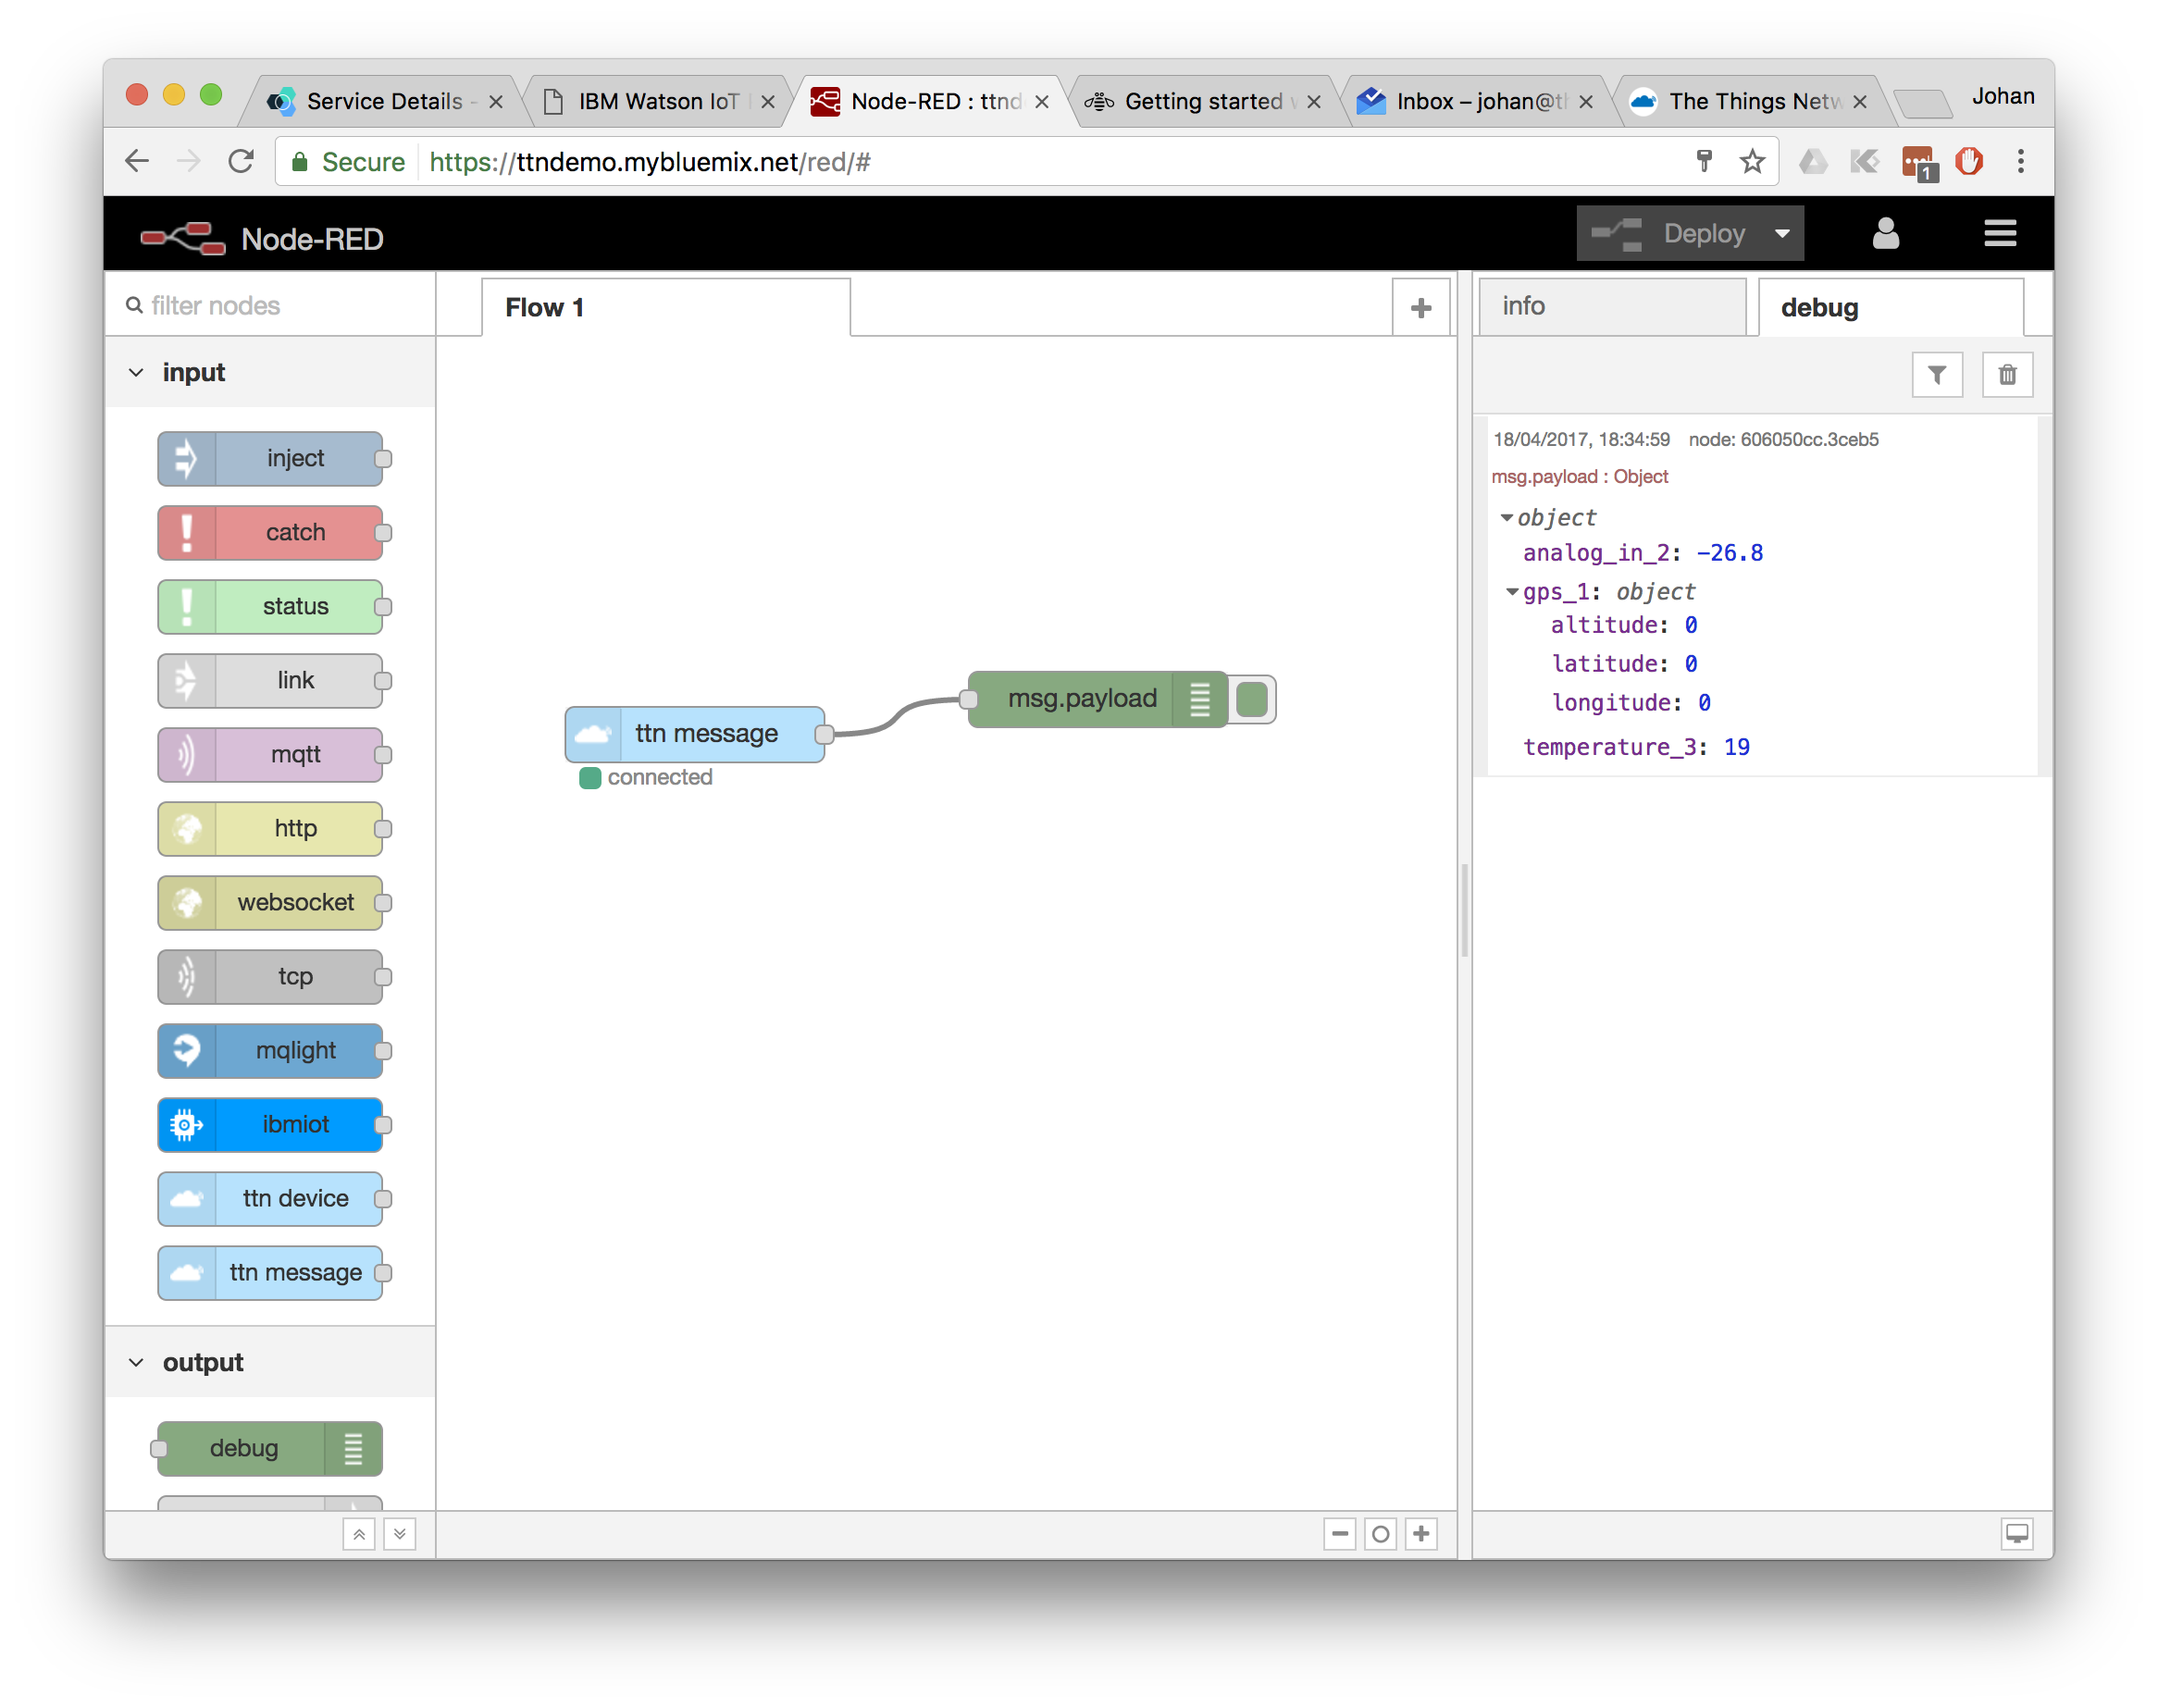 Service Details -
IBM Watson IoT
Node-RED : ttnd
Getting started
Inbox – johan@th
The Things Netw
Johan
Secure
https://ttndemo.mybluemix.net/red/#
1
Node-RED
Deploy
filter nodes
Flow 1
info
debug
input
inject
catch
status
link
mqtt
http
websocket
tcp
mqlight
ibmiot
ttn device
ttn message
output
debug
ttn message
connected
msg.payload
18/04/2017, 18:34:59 node: 606050cc.3ceb5
msg.payload : Object
object
analog_in_2: -26.8
gps_1: object
altitude: 0
latitude: 0
longitude: 0
temperature_3: 19